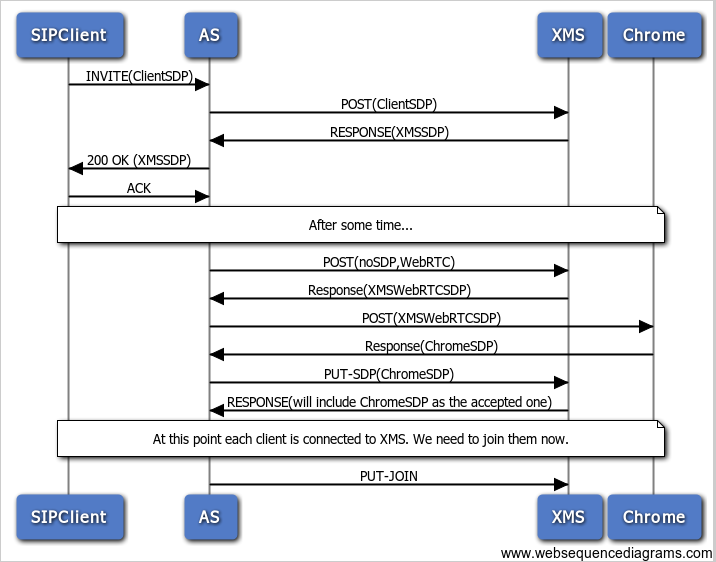 SIPClient AS XMS Chrome
INVITE(ClientSDP)
POST(ClientSDP)
RESPONSE(XMSSDP)
200 OK (XMSSDP)
ACK
After some time...
POST(noSDP,WebRTC)
Response(XMSWebRTCSDP)
POST(XMSWebRTCSDP)
Response(ChromeSDP)
PUT-SDP(ChromeSDP)
RESPONSE(will include ChromeSDP as the accepted one)
At this point each client is connected to XMS. We need to join them now.
PUT-JOIN
SIPClient AS XMS Chrome
www.websequencediagrams.com